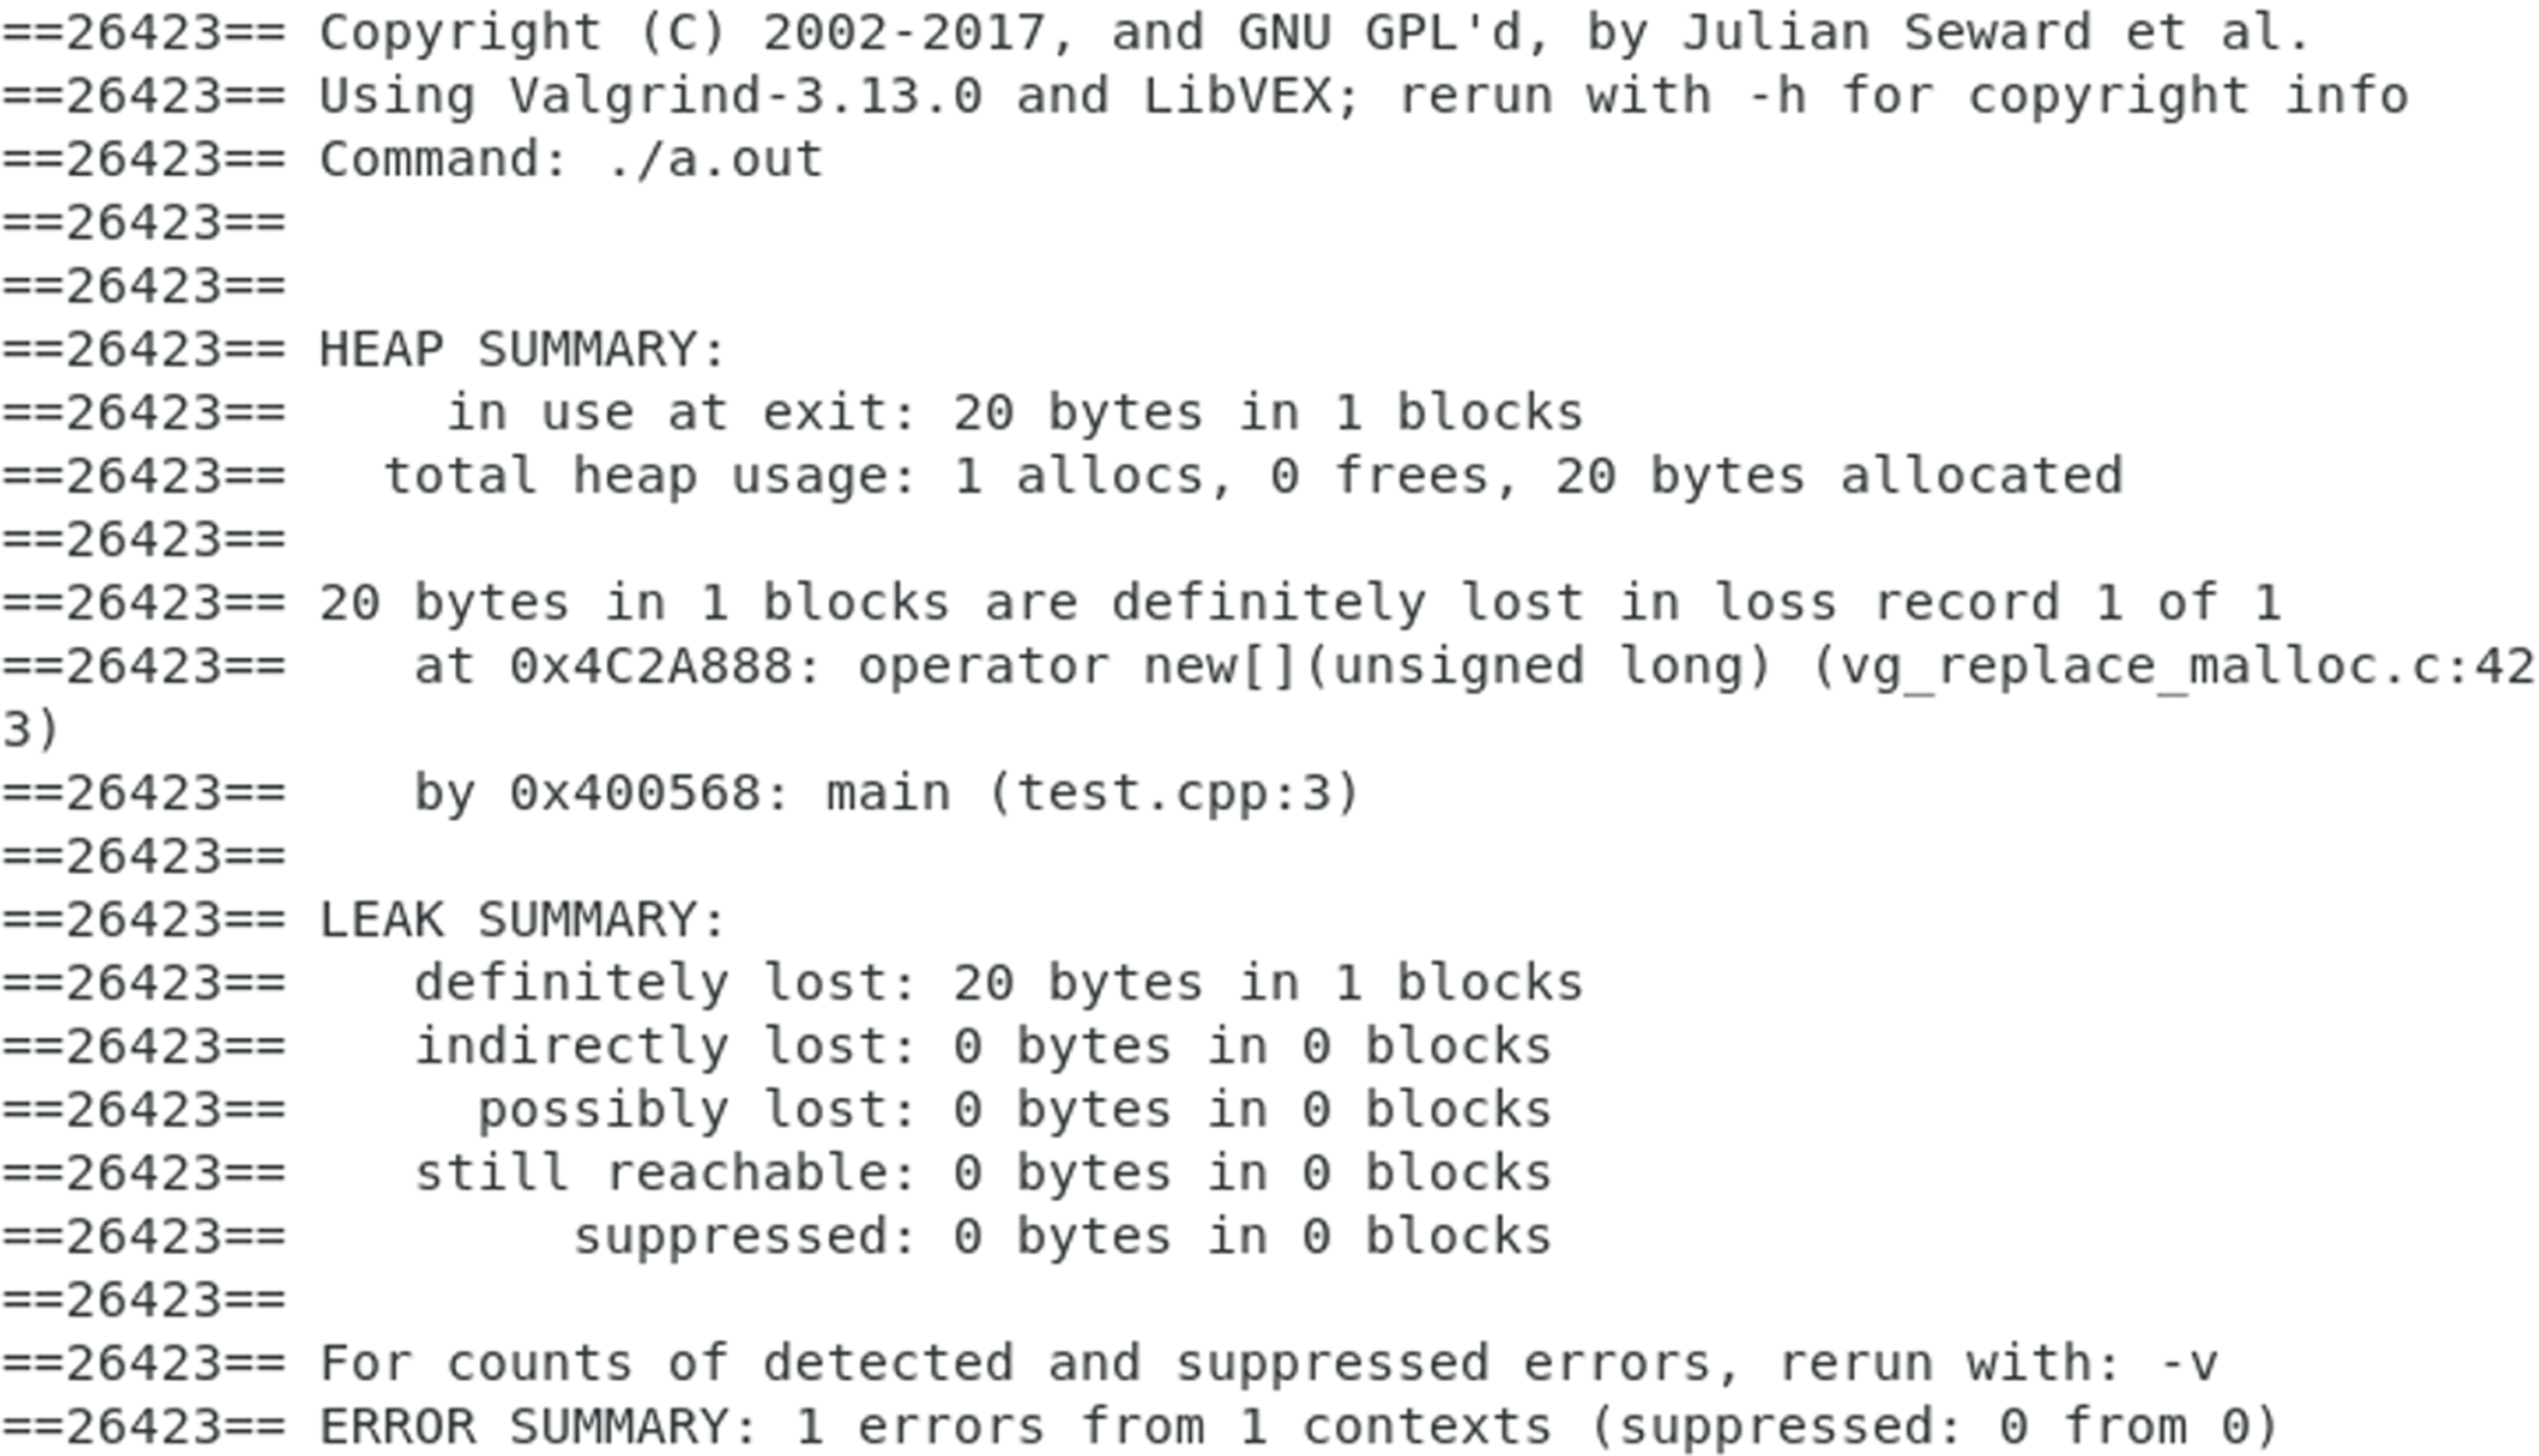 ==26423== Copyright (C) 2002-2017, and GNU GPL'd, by Julian Seward et al.
==26423== Using Valgrind-3.13.0 and LibVEX; rerun with -h for copyright info
==26423== Command: ./a.out
==26423==
==26423==
==26423== HEAP SUMMARY:
==26423==     in use at exit: 20 bytes in 1 blocks
==26423==   total heap usage: 1 allocs, 0 frees, 20 bytes allocated
==26423==
==26423== 20 bytes in 1 blocks are definitely lost in loss record 1 of 1
==26423==    at 0x4C2A888: operator new[](unsigned long) (vg_replace_malloc.c:42
3)
==26423==    by 0x400568: main (test.cpp:3)
==26423==
==26423== LEAK SUMMARY:
==26423==    definitely lost: 20 bytes in 1 blocks
==26423==    indirectly lost: 0 bytes in 0 blocks
==26423==      possibly lost: 0 bytes in 0 blocks
==26423==    still reachable: 0 bytes in 0 blocks
==26423==         suppressed: 0 bytes in 0 blocks
==26423==
==26423== For counts of detected and suppressed errors, rerun with: -v
==26423== ERROR SUMMARY: 1 errors from 1 contexts (suppressed: 0 from 0)